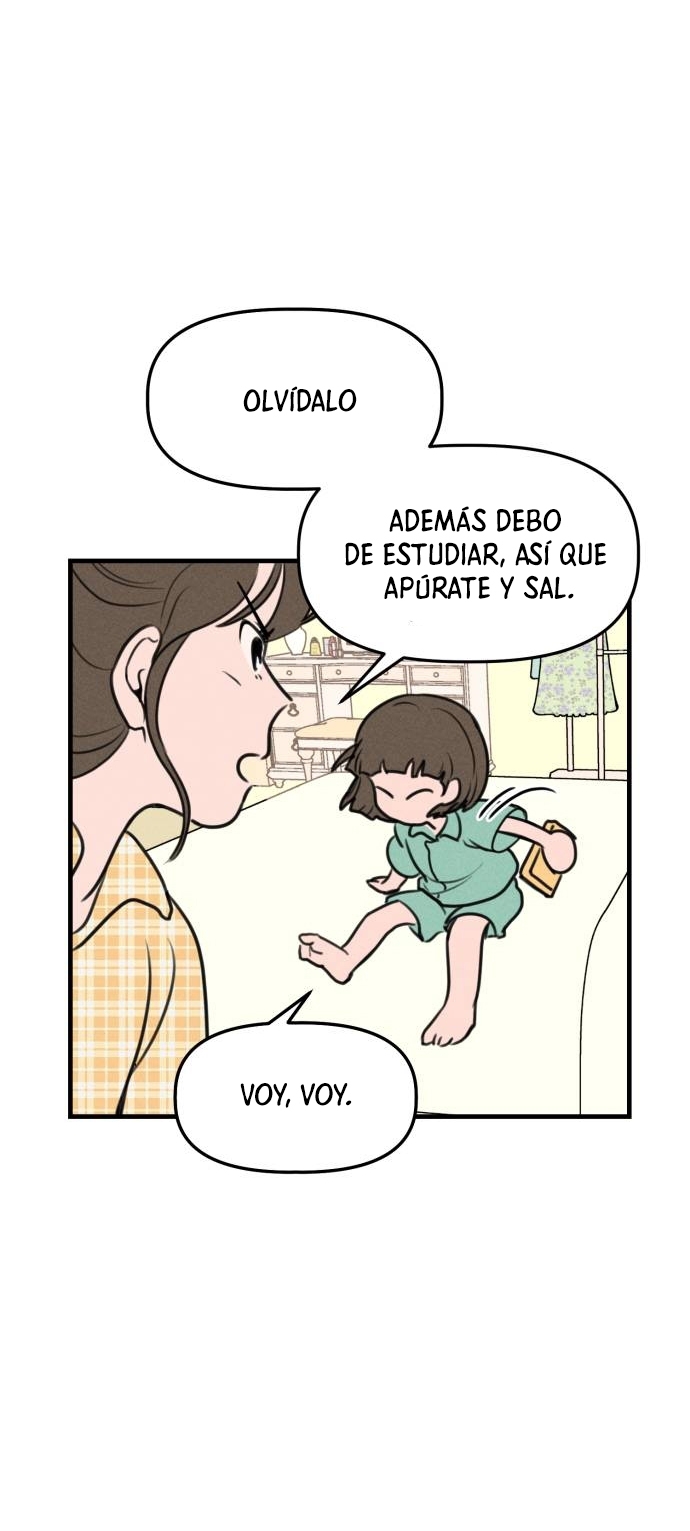 OLVÍDALO
ADEMÁS DEBO
DE ESTUDIAR, ASÍ QUE
APÚRATE Y SAL.
VOY, VOY.